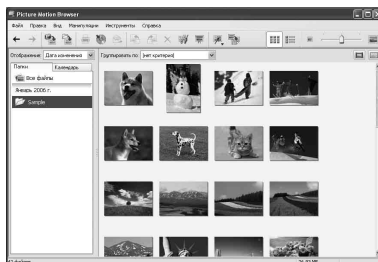 Picture Motion Browser
Файл Правка Вид Манипуляции Инструменты Справка
Отображение: Дата изменения Группировать по: (нет критерия)
Папки Календарь
Все файлы
Январь 2006 г.
Sample